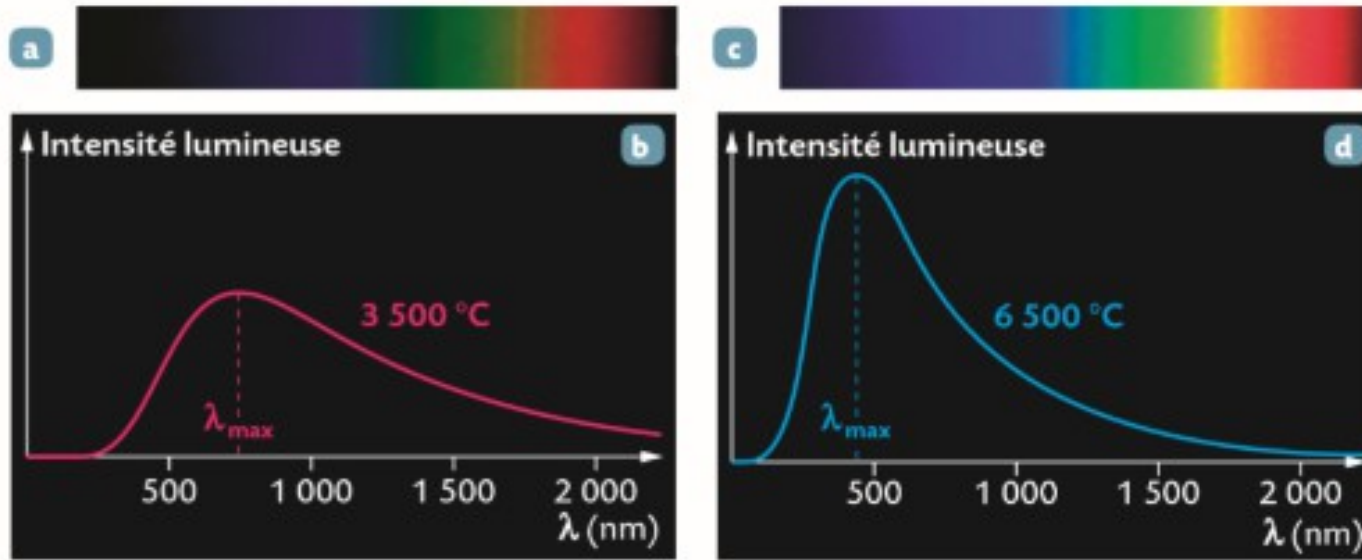 a
c
Intensité lumineuse
b
3 500 °C
λmax
500 1 000 1 500 2 000
λ (nm)
Intensité lumineuse
d
6 500 °C
λmax
500 1 000 1 500 2 000
λ (nm)